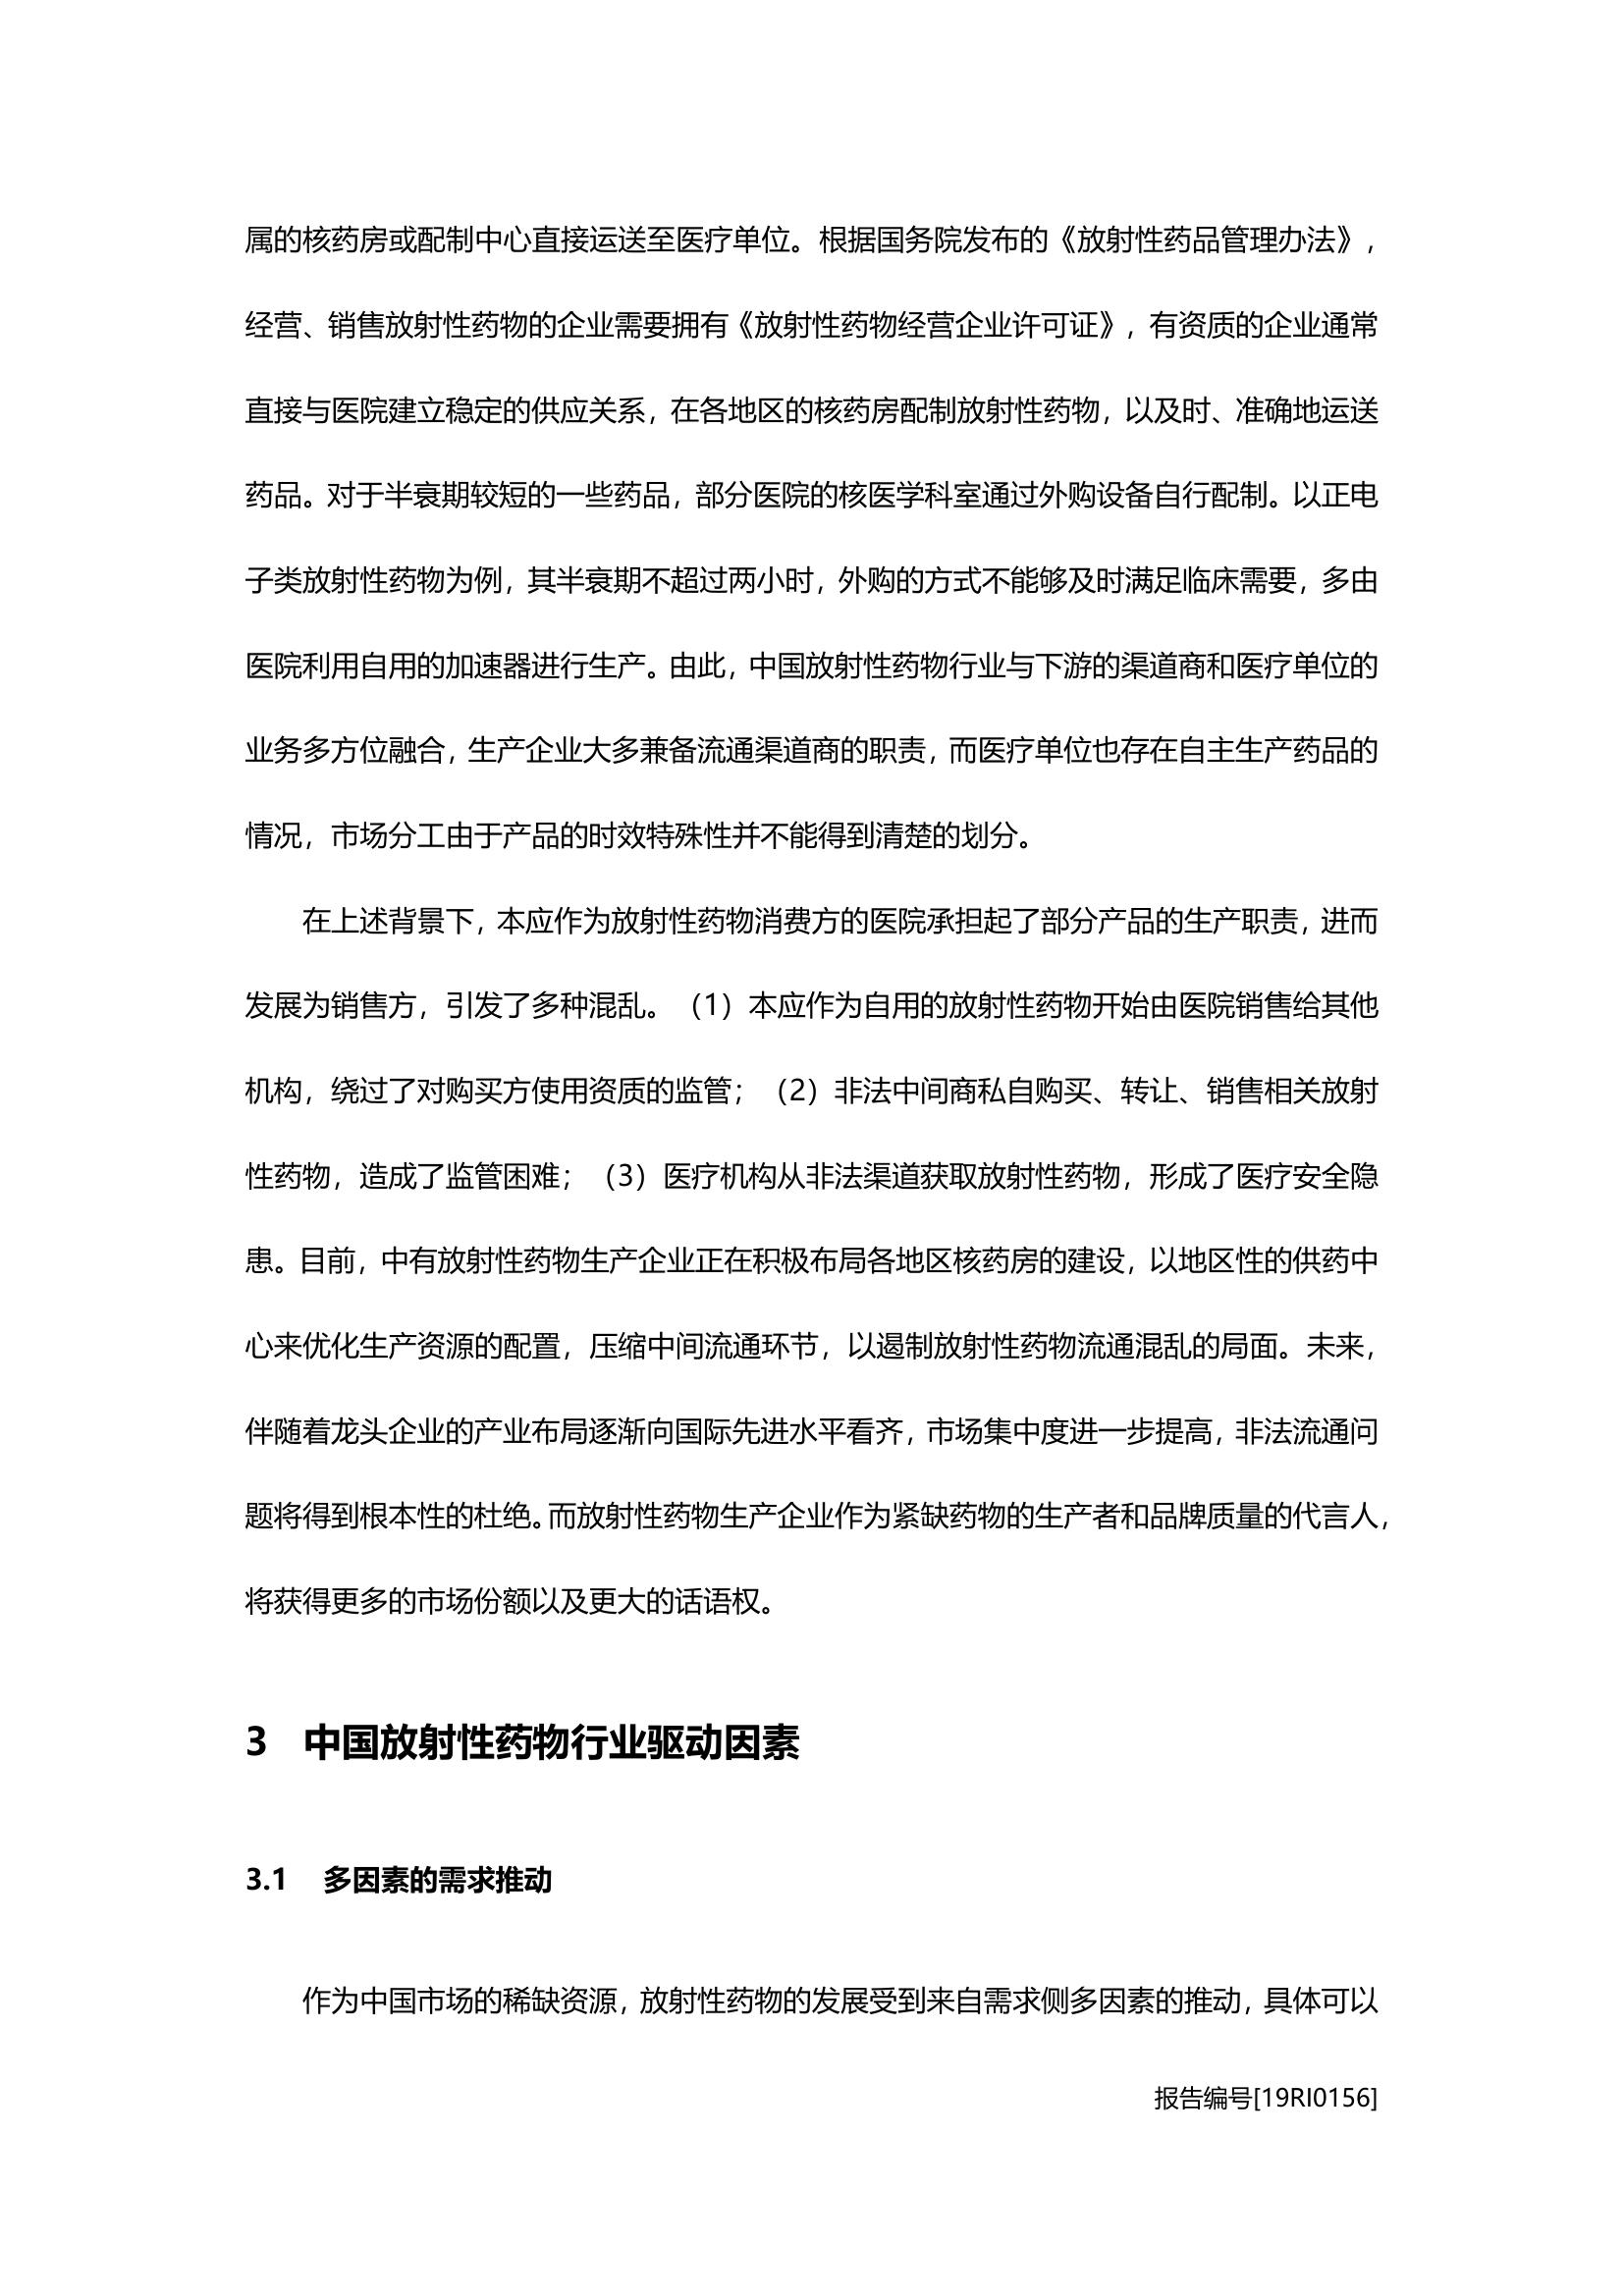 属的核药房或配制中心直接运送至医疗单位。根据国务院发布的《放射性药品管理办法》，
经营、销售放射性药物的企业需要拥有《放射性药物经营企业许可证》，有资质的企业通常
直接与医院建立稳定的供应关系，在各地区的核药房配制放射性药物，以及时、准确地运送
药品。对于半衰期较短的一些药品，部分医院的核医学科室通过外购设备自行配制。以正电
子类放射性药物为例，其半衰期不超过两小时，外购的方式不能够及时满足临床需要，多由
医院利用自用的加速器进行生产。由此，中国放射性药物行业与下游的渠道商和医疗单位的
业务多方位融合，生产企业大多兼备流通渠道商的职责，而医疗单位也存在自主生产药品的
情况，市场分工由于产品的时效特殊性并不能得到清楚的划分。
在上述背景下，本应作为放射性药物消费方的医院承担起了部分产品的生产职责，进而
发展为销售方，引发了多种混乱。（1）本应作为自用的放射性药物开始由医院销售给其他
机构，绕过了对购买方使用资质的监管；（2）非法中间商私自购买、转让、销售相关放射
性药物，造成了监管困难；（3）医疗机构从非法渠道获取放射性药物，形成了医疗安全隐
患。目前，中有放射性药物生产企业正在积极布局各地区核药房的建设，以地区性的供药中
心来优化生产资源的配置，压缩中间流通环节，以遏制放射性药物流通混乱的局面。未来，
伴随着龙头企业的产业布局逐渐向国际先进水平看齐，市场集中度进一步提高，非法流通问
题将得到根本性的杜绝。而放射性药物生产企业作为紧缺药物的生产者和品牌质量的代言人，
将获得更多的市场份额以及更大的话语权。
3 中国放射性药物行业驱动因素
3.1 多因素的需求推动
作为中国市场的稀缺资源，放射性药物的发展受到来自需求侧多因素的推动，具体可以
报告编号[19RI0156]